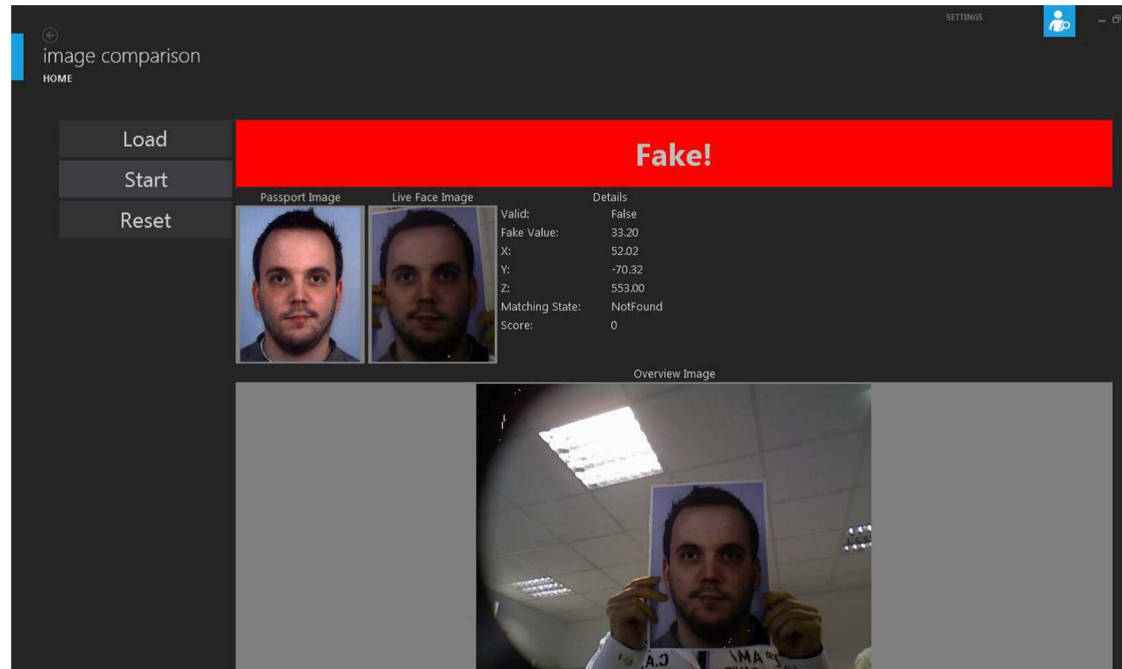 SETTINGS
image comparison
HOME
Load
Start
Reset
Fake!
Passport Image
Live Face Image
Details
Valid: False
Fake Value: 33.20
X: 52.02
Y: -70.32
Z: 553.00
Matching State: NotFound
Score: 0
Overview Image